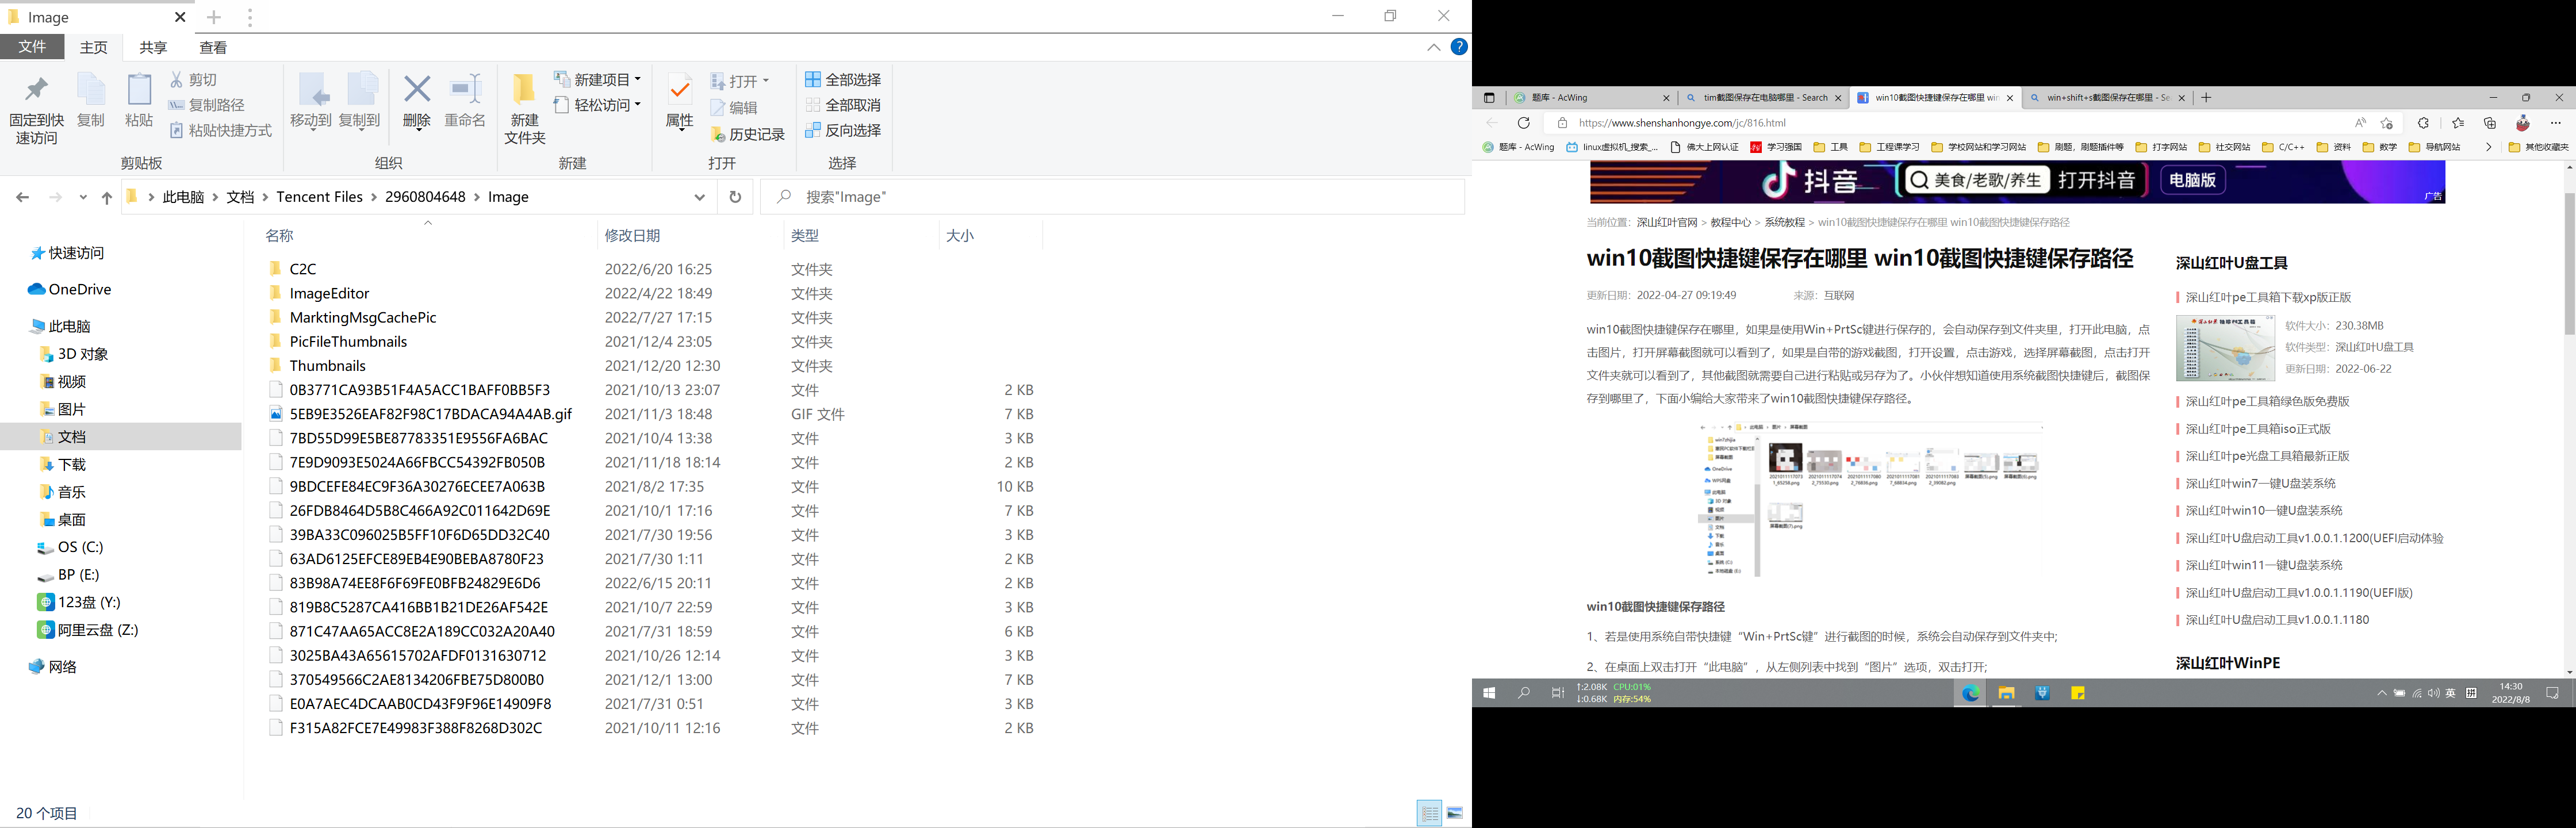 Image
文件 主页 共享 查看
固定到快速访问
复制
粘贴
剪切
复制路径
粘贴快捷方式
剪贴板
移动到
复制到
删除
重命名
组织
新建文件夹
新建项目
轻松访问
新建
属性
打开
编辑
历史记录
打开
全部选择
全部取消
反向选择
选择
此电脑 文档 Tencent Files 2960804648 Image
搜索"Image"
快速访问
OneDrive
此电脑
3D 对象
视频
图片
文档
下载
音乐
桌面
OS (C:)
BP (E:)
123盘 (Y:)
阿里云盘 (Z:)
网络
名称 修改日期 类型 大小
C2C 2022/6/20 16:25 文件夹
ImageEditor 2022/4/22 18:49 文件夹
MarktingMsgCachePic 2022/7/27 17:15 文件夹
PicFileThumbnails 2021/12/4 23:05 文件夹
Thumbnails 2021/12/20 12:30 文件夹
0B3771CA93B51F4A5ACC1BAFF0BB5F3 2021/10/13 23:07 文件 2 KB
5EB9E3526EAF82F98C17BDACA94A4AB.gif 2021/11/3 18:48 GIF 文件 7 KB
7BD55D99E5BE87783351E9556FA6BAC 2021/10/4 13:38 文件 3 KB
7E9D9093E5024A66FBCC54392FB050B 2021/11/18 18:14 文件 2 KB
9BDCEFE84EC9F36A30276ECEE7A063B 2021/8/2 17:35 文件 10 KB
26FDB8464D5B8C466A92C011642D69E 2021/10/1 17:16 文件 7 KB
39BA33C096025B5FF10F6D65DD32C40 2021/7/30 19:56 文件 3 KB
63AD6125EFCE89EB4E90BEBA8780F23 2021/7/30 1:11 文件 2 KB
83B98A74EE8F6F69FE0BFB24829E6D6 2022/6/15 20:11 文件 2 KB
819B8C5287CA416BB1B21DE26AF542E 2021/10/7 22:59 文件 3 KB
871C47AA65ACC8E2A189CC032A20A40 2021/7/31 18:59 文件 6 KB
3025BA43A65615702AFDF0131630712 2021/10/26 12:14 文件 3 KB
370549566C2AE8134206FBE75D800B0 2021/12/1 13:00 文件 7 KB
E0A7AEC4DCAAB0CD43F9F96E14909F8 2021/7/31 0:51 文件 3 KB
F315A82FCE7E49983F388F8268D302C 2021/10/11 12:16 文件 2 KB
20 个项目
题库 - AcWing
tim截图保存在电脑哪里 - Search
win10截图快捷键保存在哪里 win
win+shift+s截图保存在哪里 - Se
https://www.shenshanhongye.com/jc/816.html
题库 - AcWing linux虚拟机_搜索_... 佛大上网认证 学习强国 工具 工程课学习 学校网站和学习网站 刷题，刷题插件等 打字网站 社交网站 C/C++ 资料 数学 导航网站 其他收藏夹
抖音 美食/老歌/养生 打开抖音 电脑版
广告
当前位置： 深山红叶官网 > 教程中心 > 系统教程 > win10截图快捷键保存在哪里 win10截图快捷键保存路径
win10截图快捷键保存在哪里 win10截图快捷键保存路径
更新日期：2022-04-27 09:19:49 来源：互联网
win10截图快捷键保存在哪里，如果是使用Win+PrtSc键进行保存的，会自动保存到文件夹里，打开此电脑，点
击图片，打开屏幕截图就可以看到了，如果是自带的游戏截图，打开设置，点击游戏，选择屏幕截图，点击打开
文件夹就可以看到了，其他截图就需要自己进行粘贴或另存为了。小伙伴想知道使用系统截图快捷键后，截图保
存到哪里了，下面小编给大家带来了win10截图快捷键保存路径。
win10截图快捷键保存路径
1、若是使用系统自带快捷键“Win+PrtSc键”进行截图的时候，系统会自动保存到文件夹中;
2、在桌面上双击打开“此电脑”，从左侧列表中找到“图片”选项，双击打开;
深山红叶U盘工具
深山红叶pe工具箱下载xp版正版
软件大小：230.38MB
软件类型：深山红叶U盘工具
更新日期：2022-06-22
深山红叶pe工具箱绿色版免费版
深山红叶pe工具箱iso正式版
深山红叶pe光盘工具箱最新正版
深山红叶win7一键U盘装系统
深山红叶win10一键U盘装系统
深山红叶U盘启动工具v1.0.0.1.1200(UEFI启动体验
深山红叶win11一键U盘装系统
深山红叶U盘启动工具v1.0.0.1.1190(UEFI版)
深山红叶U盘启动工具v1.0.0.1.1180
深山红叶WinPE
↑:2.08K CPU:01%
↓:0.68K 内存:54%
英 拼
14:30
2022/8/8